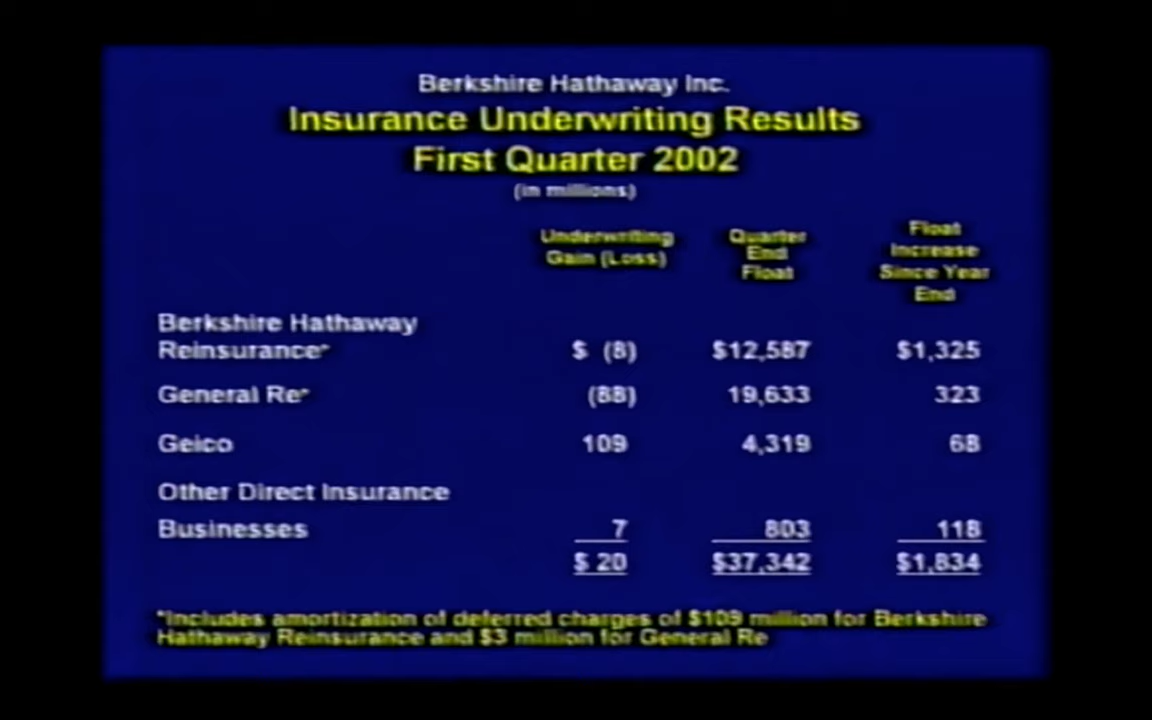 Berkshire Hathaway Inc.
Insurance Underwriting Results
First Quarter 2002
(in millions)
Underwriting Gain (Loss) Quarter End Float Float Increase Since Year End
Berkshire Hathaway
Reinsurance* $ (8) $12,587 $1,325
General Re* (88) 19,633 323
Geico 109 4,319 68
Other Direct Insurance
Businesses 7 803 118
$ 20 $37,342 $1,834
*Includes amortization of deferred charges of $109 million for Berkshire
Hathaway Reinsurance and $3 million for General Re